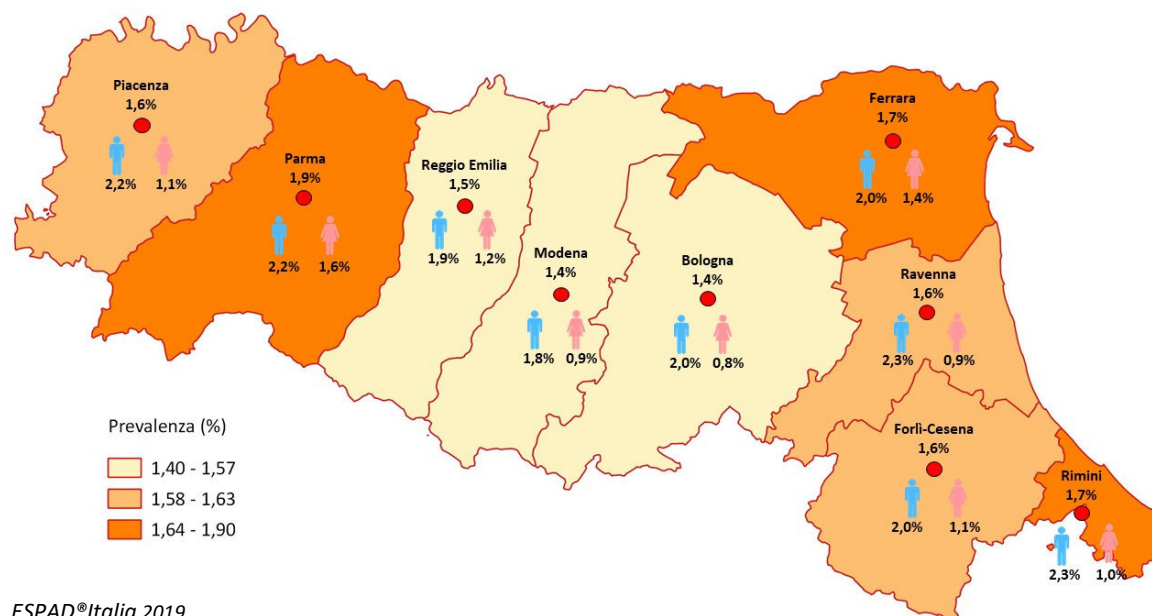 Piacenza
1,6%
2,2% 1,1%
Parma
1,9%
2,2% 1,6%
Reggio Emilia
1,5%
1,9% 1,2%
Modena
1,4%
1,8% 0,9%
Bologna
1,4%
2,0% 0,8%
Ferrara
1,7%
2,0% 1,4%
Ravenna
1,6%
2,3% 0,9%
Forlì-Cesena
1,6%
2,0% 1,1%
Rimini
1,7%
2,3% 1,0%
Prevalenza (%)
1,40 - 1,57
1,58 - 1,63
1,64 - 1,90
ESPAD®Italia 2019